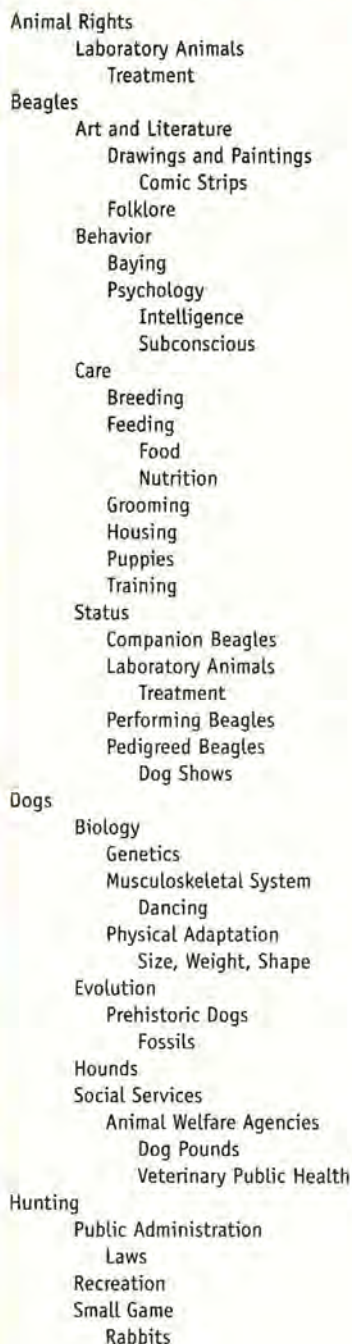 Animal Rights
Laboratory Animals
Treatment
Beagles
Art and Literature
Drawings and Paintings
Comic Strips
Folklore
Behavior
Baying
Psychology
Intelligence
Subconscious
Care
Breeding
Feeding
Food
Nutrition
Grooming
Housing
Puppies
Training
Status
Companion Beagles
Laboratory Animals
Treatment
Performing Beagles
Pedigreed Beagles
Dog Shows
Dogs
Biology
Genetics
Musculoskeletal System
Dancing
Physical Adaptation
Size, Weight, Shape
Evolution
Prehistoric Dogs
Fossils
Hounds
Social Services
Animal Welfare Agencies
Dog Pounds
Veterinary Public Health
Hunting
Public Administration
Laws
Recreation
Small Game
Rabbits